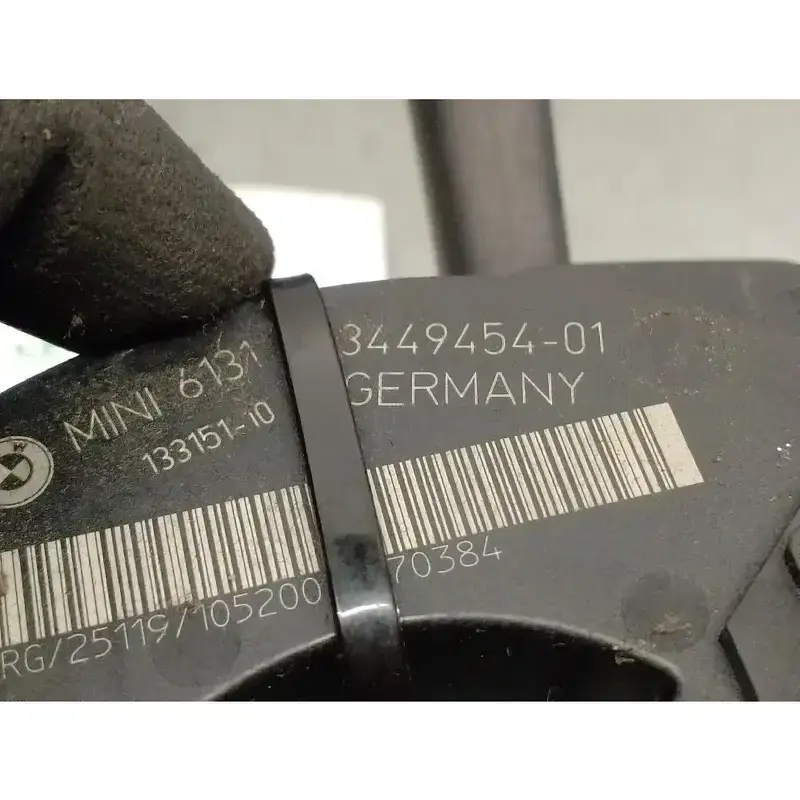 MINI 6131 3449454-01
133151-10 GERMANY
RG/25119/105200 70384